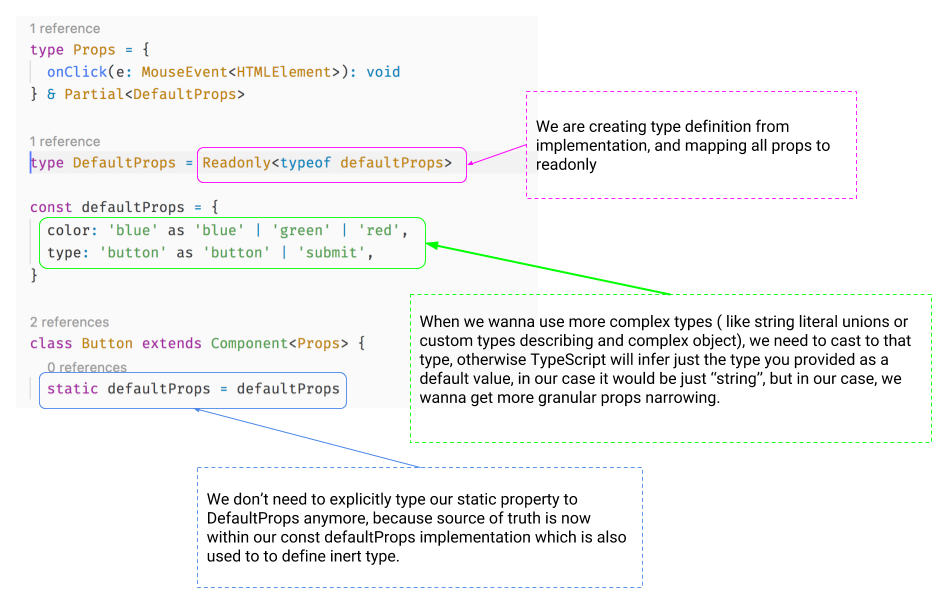 1 reference
type Props = {
onClick(e: MouseEvent<HTMLElement>): void
} & Partial<DefaultProps>
1 reference
type DefaultProps = Readonly<typeof defaultProps>
We are creating type definition from
implementation, and mapping all props to
readonly
const defaultProps = {
color: 'blue' as 'blue' | 'green' | 'red',
type: 'button' as 'button' | 'submit',
}
When we wanna use more complex types ( like string literal unions or
custom types describing and complex object), we need to cast to that
type, otherwise TypeScript will infer just the type you provided as a
default value, in our case it would be just “string”, but in our case, we
wanna get more granular props narrowing.
2 references
class Button extends Component<Props> {
0 references
static defaultProps = defaultProps
We don’t need to explicitly type our static property to
DefaultProps anymore, because source of truth is now
within our const defaultProps implementation which is also
used to to define inert type.